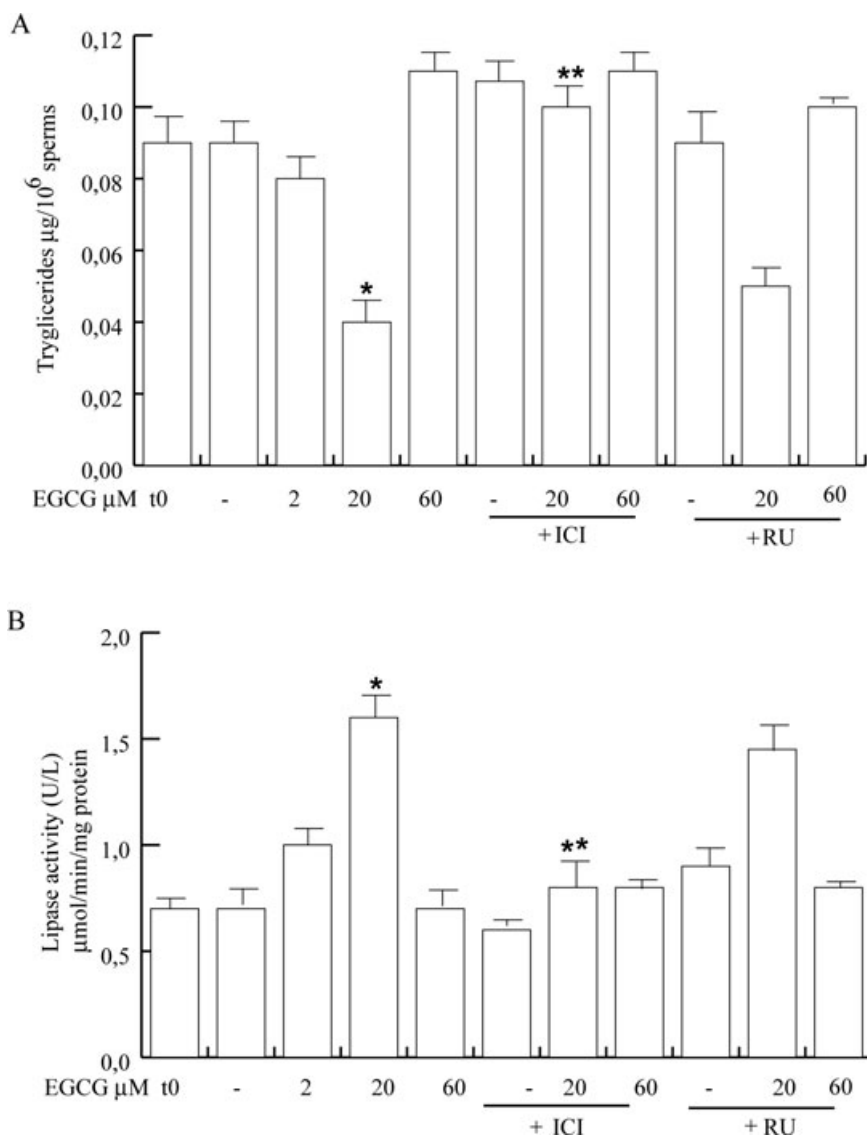 A
Tryglicerides µg/10⁶ sperms
0,12
0,10
0,08
0,06
0,04
0,02
0,00
*
**
EGCG µM t0 - 2 20 60 - 20 60 - 20 60
+ICI +RU
B
Lipase activity (U/L)
µmol/min/mg protein
2,0
1,5
1,0
0,5
0,0
*
**
EGCG µM t0 - 2 20 60 - 20 60 - 20 60
+ ICI + RU